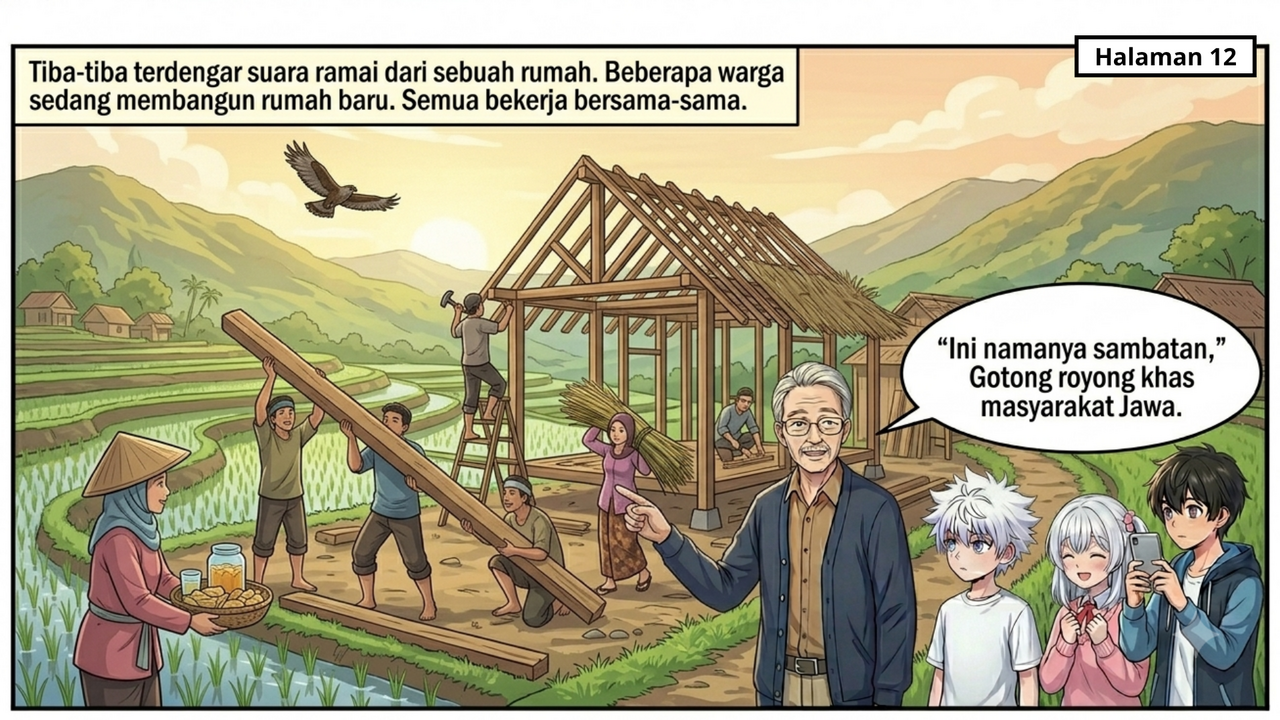 Halaman 12
Tiba-tiba terdengar suara ramai dari sebuah rumah. Beberapa warga
sedang membangun rumah baru. Semua bekerja bersama-sama.
“Ini namanya sambatan,”
Gotong royong khas
masyarakat Jawa.